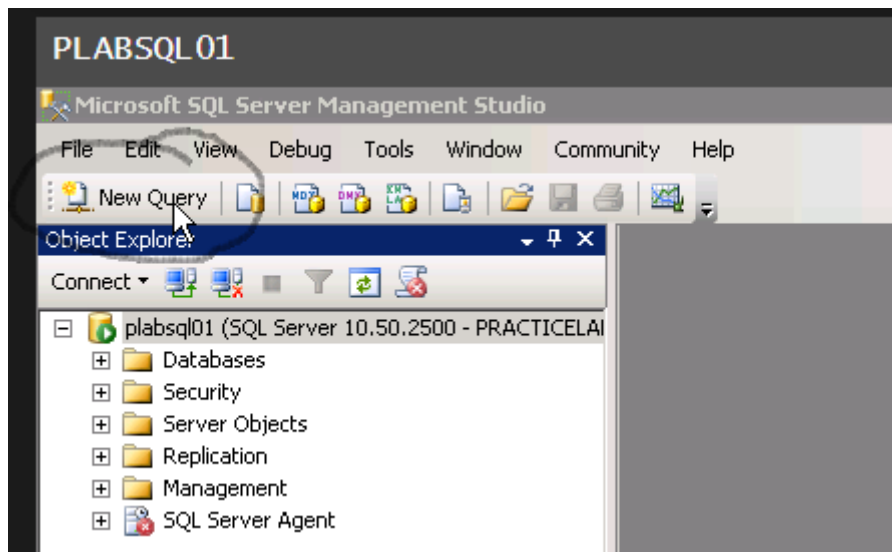 PLABSQL01
Microsoft SQL Server Management Studio
File Edit View Debug Tools Window Community Help
New Query
Object Explorer
Connect
plabsql01 (SQL Server 10.50.2500 - PRACTICELA
Databases
Security
Server Objects
Replication
Management
SQL Server Agent